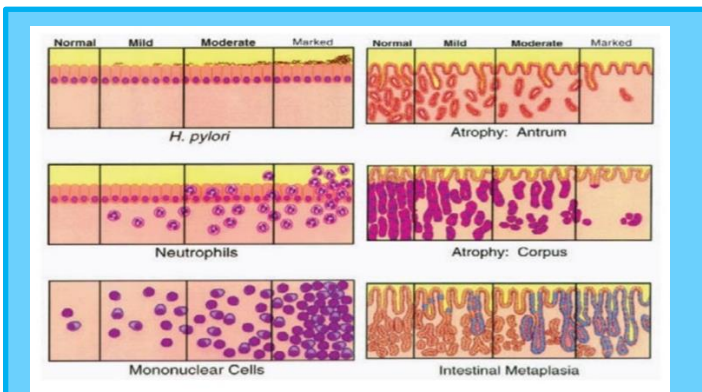 Normal Mild Moderate Marked
Normal Mild Moderate Marked
H. pylori
Atrophy: Antrum
Neutrophils
Atrophy: Corpus
Mononuclear Cells
Intestinal Metaplasia